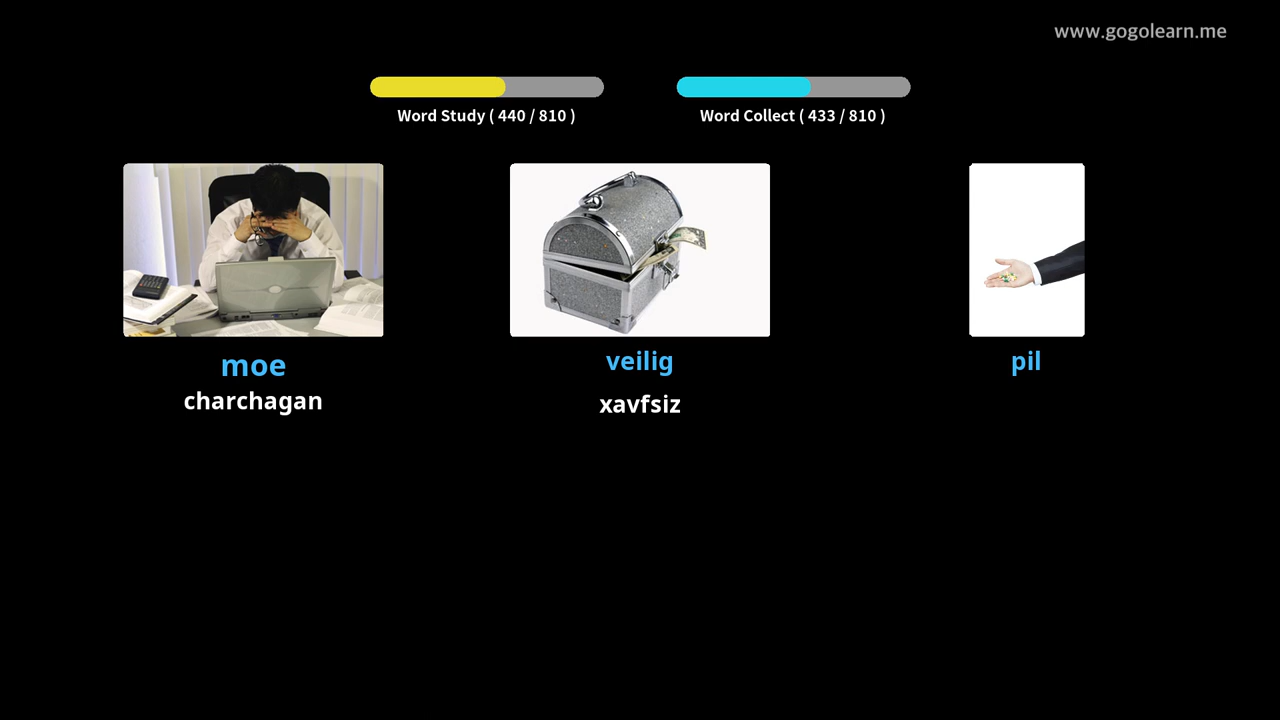 www.gogolearn.me
Word Study ( 440 / 810 )
Word Collect ( 433 / 810 )
moe
charchagan
veilig
xavfsiz
pil